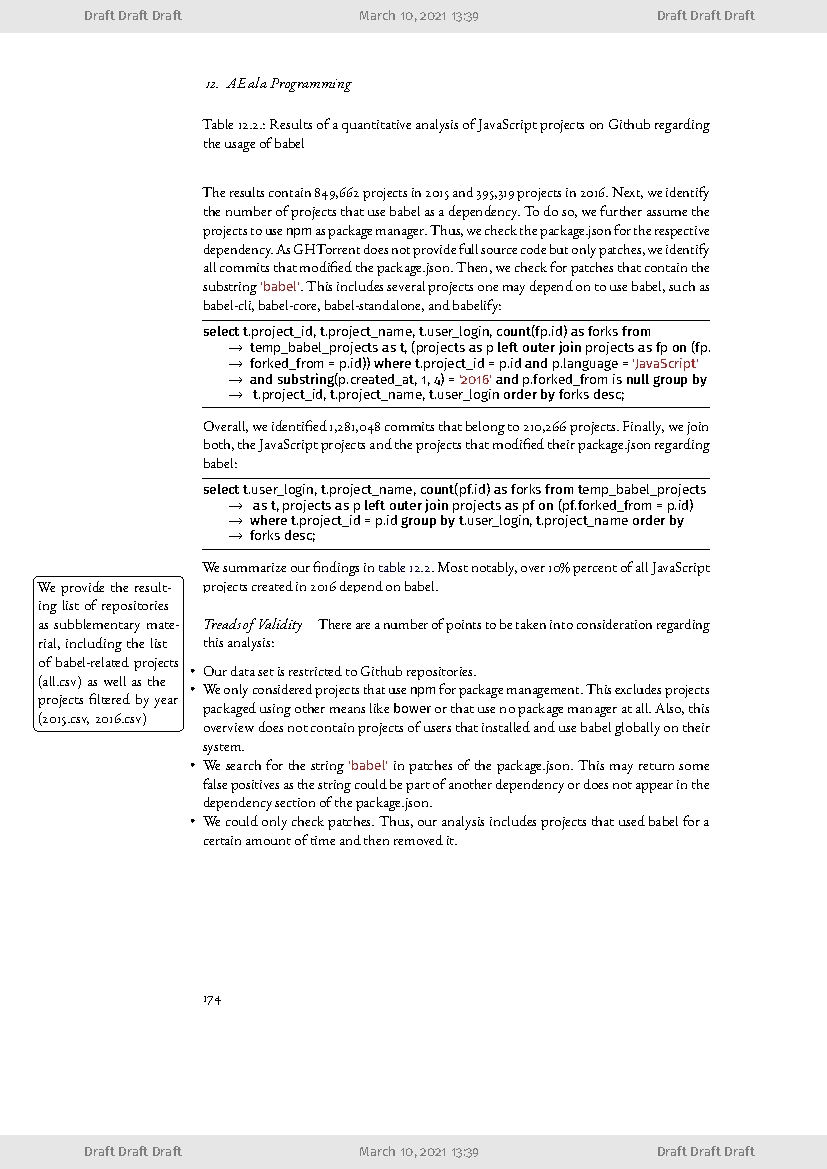 Draft Draft Draft March 10, 2021 13:39 Draft Draft Draft
12. AE ala Programming
Table 12.2.: Results of a quantitative analysis of JavaScript projects on Github regarding
the usage of babel
The results contain 849,662 projects in 2015 and 395,319 projects in 2016. Next, we identify
the number of projects that use babel as a dependency. To do so, we further assume the
projects to use npm as package manager. Thus, we check the package.json for the respective
dependency. As GHTorrent does not provide full source code but only patches, we identify
all commits that modified the package.json. Then, we check for patches that contain the
substring 'babel'. This includes several projects one may depend on to use babel, such as
babel-cli, babel-core, babel-standalone, and babelify:
select t.project_id, t.project_name, t.user_login, count(fp.id) as forks from
→ temp_babel_projects as t, (projects as p left outer join projects as fp on (fp.
→ forked_from = p.id)) where t.project_id = p.id and p.language = 'JavaScript'
→ and substring(p.created_at, 1, 4) = '2016' and p.forked_from is null group by
→ t.project_id, t.project_name, t.user_login order by forks desc;
Overall, we identified 1,281,048 commits that belong to 210,266 projects. Finally, we join
both, the JavaScript projects and the projects that modified their package.json regarding
babel:
select t.user_login, t.project_name, count(pf.id) as forks from temp_babel_projects
→ as t, projects as p left outer join projects as pf on (pf.forked_from = p.id)
→ where t.project_id = p.id group by t.user_login, t.project_name order by
→ forks desc;
We summarize our findings in table 12.2. Most notably, over 10% percent of all JavaScript
projects created in 2016 depend on babel.
We provide the result-
ing list of repositories
as subblementary mate-
rial, including the list
of babel-related projects
(all.csv) as well as the
projects filtered by year
(2015.csv, 2016.csv)
Treads of Validity There are a number of points to be taken into consideration regarding
this analysis:
• Our data set is restricted to Github repositories.
• We only considered projects that use npm for package management. This excludes projects
packaged using other means like bower or that use no package manager at all. Also, this
overview does not contain projects of users that installed and use babel globally on their
system.
• We search for the string 'babel' in patches of the package.json. This may return some
false positives as the string could be part of another dependency or does not appear in the
dependency section of the package.json.
• We could only check patches. Thus, our analysis includes projects that used babel for a
certain amount of time and then removed it.
174
Draft Draft Draft March 10, 2021 13:39 Draft Draft Draft